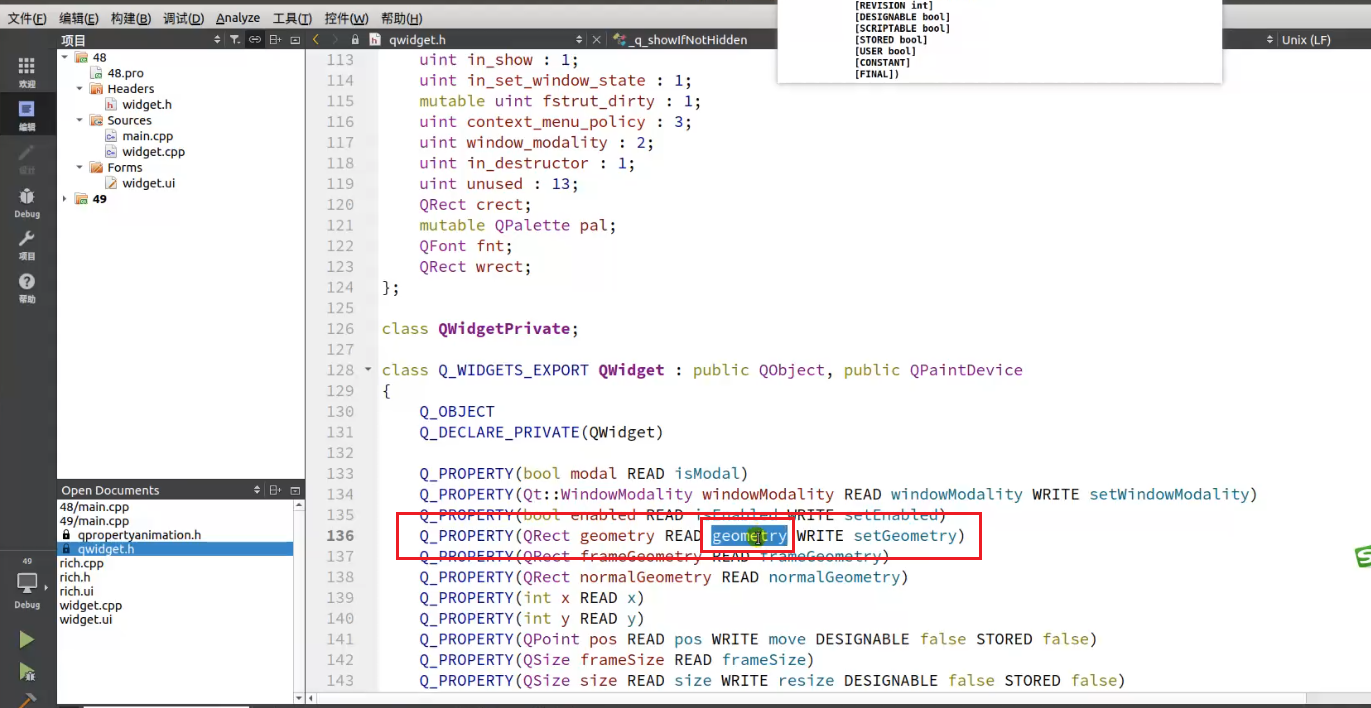 [REVISION int]
[DESIGNABLE bool]
[SCRIPTABLE bool]
[STORED bool]
[USER bool]
[CONSTANT]
[FINAL])
文件(F) 编辑(E) 构建(B) 调试(D) Analyze 工具(T) 控件(W) 帮助(H)
项目
qwidget.h
_q_showIfNotHidden
Unix (LF)
欢迎
编辑
设计
Debug
项目
帮助
48
48.pro
Headers
widget.h
Sources
main.cpp
widget.cpp
Forms
widget.ui
49
Open Documents
48/main.cpp
49/main.cpp
qpropertyanimation.h
qwidget.h
rich.cpp
rich.h
rich.ui
widget.cpp
widget.ui
49
Debug
113 uint in_show : 1;
114 uint in_set_window_state : 1;
115 mutable uint fstrut_dirty : 1;
116 uint context_menu_policy : 3;
117 uint window_modality : 2;
118 uint in_destructor : 1;
119 uint unused : 13;
120 QRect crect;
121 mutable QPalette pal;
122 QFont fnt;
123 QRect wrect;
124 };
125
126 class QWidgetPrivate;
127
128 class Q_WIDGETS_EXPORT QWidget : public QObject, public QPaintDevice
129 {
130 Q_OBJECT
131 Q_DECLARE_PRIVATE(QWidget)
132
133 Q_PROPERTY(bool modal READ isModal)
134 Q_PROPERTY(Qt::WindowModality windowModality READ windowModality WRITE setWindowModality)
135 Q_PROPERTY(bool enabled READ isEnabled WRITE setEnabled)
136 Q_PROPERTY(QRect geometry READ geometry WRITE setGeometry)
137 Q_PROPERTY(QRect frameGeometry READ frameGeometry)
138 Q_PROPERTY(QRect normalGeometry READ normalGeometry)
139 Q_PROPERTY(int x READ x)
140 Q_PROPERTY(int y READ y)
141 Q_PROPERTY(QPoint pos READ pos WRITE move DESIGNABLE false STORED false)
142 Q_PROPERTY(QSize frameSize READ frameSize)
143 Q_PROPERTY(QSize size READ size WRITE resize DESIGNABLE false STORED false)